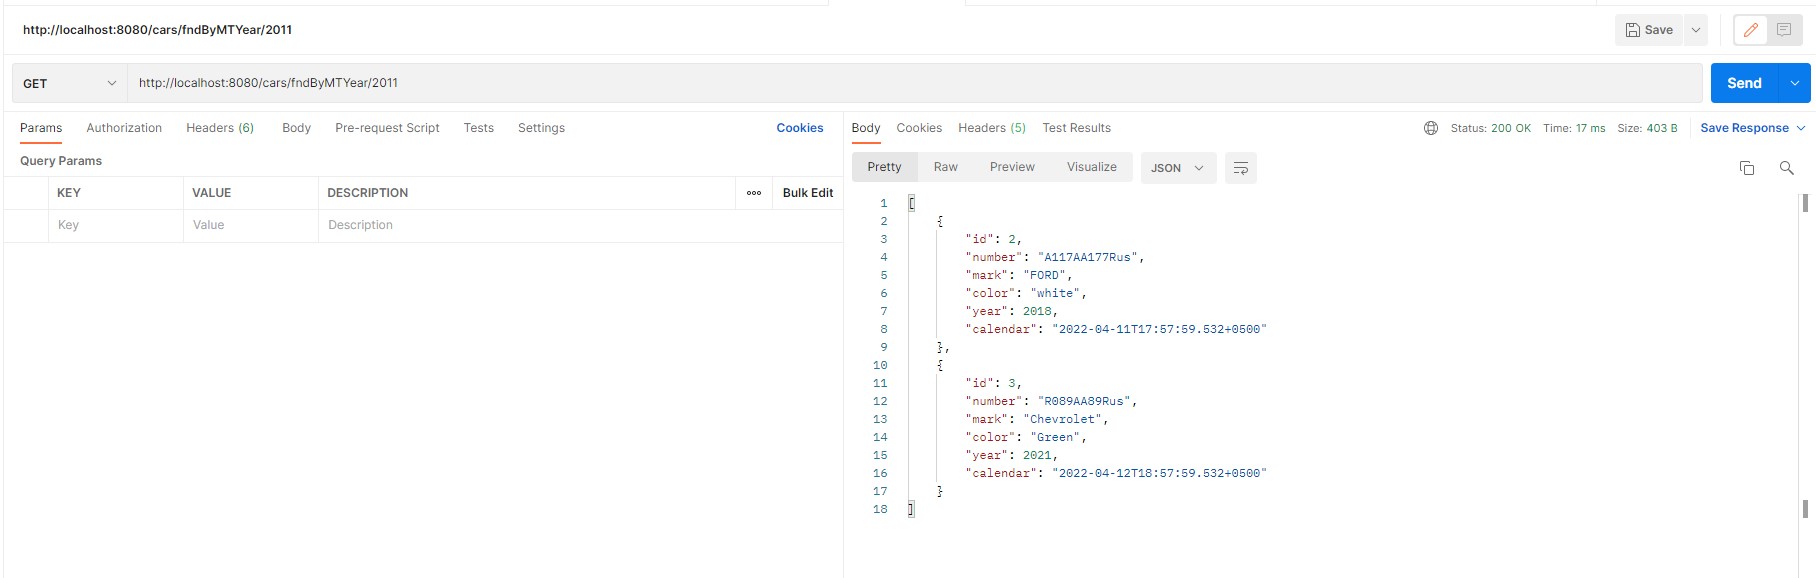 http://localhost:8080/cars/fndByMTYear/2011
Save
GET
http://localhost:8080/cars/fndByMTYear/2011
Send
Params Authorization Headers (6) Body Pre-request Script Tests Settings Cookies
Query Params
KEY VALUE DESCRIPTION ooo Bulk Edit
Key Value Description
Body Cookies Headers (5) Test Results Status: 200 OK Time: 17 ms Size: 403 B Save Response
Pretty Raw Preview Visualize JSON
1 [
2 {
3 "id": 2,
4 "number": "A117AA177Rus",
5 "mark": "FORD",
6 "color": "white",
7 "year": 2018,
8 "calendar": "2022-04-11T17:57:59.532+0500"
9 },
10 {
11 "id": 3,
12 "number": "R089AA89Rus",
13 "mark": "Chevrolet",
14 "color": "Green",
15 "year": 2021,
16 "calendar": "2022-04-12T18:57:59.532+0500"
17 }
18 ]